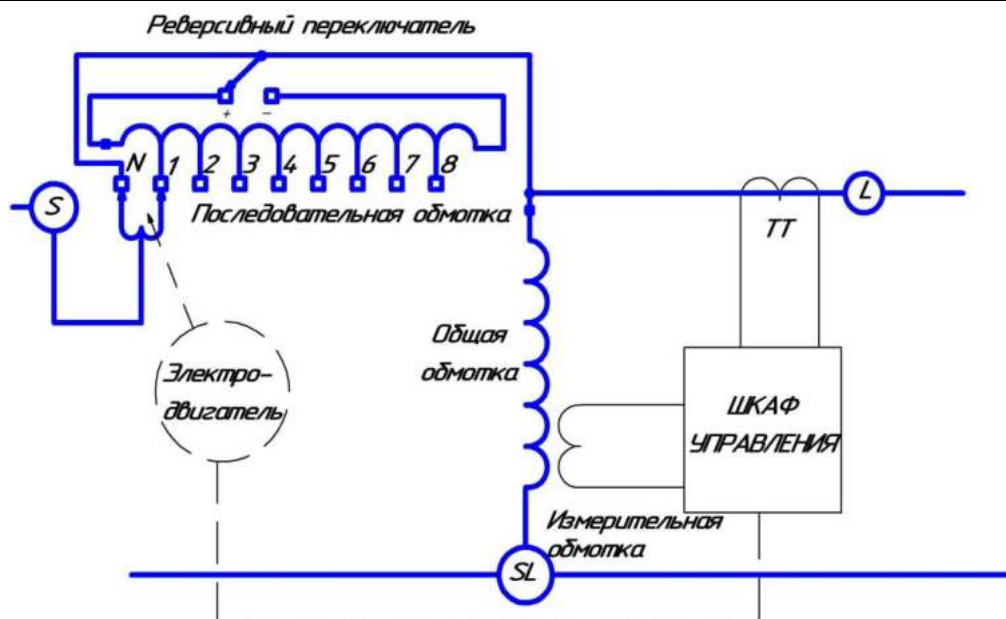 Реверсивный переключатель
+ −
N 1 2 3 4 5 6 7 8
S
Последовательная обмотка
L
ТТ
Общая
обмотка
Электро-
двигатель
ШКАФ
УПРАВЛЕНИЯ
Измерительная
обмотка
SL